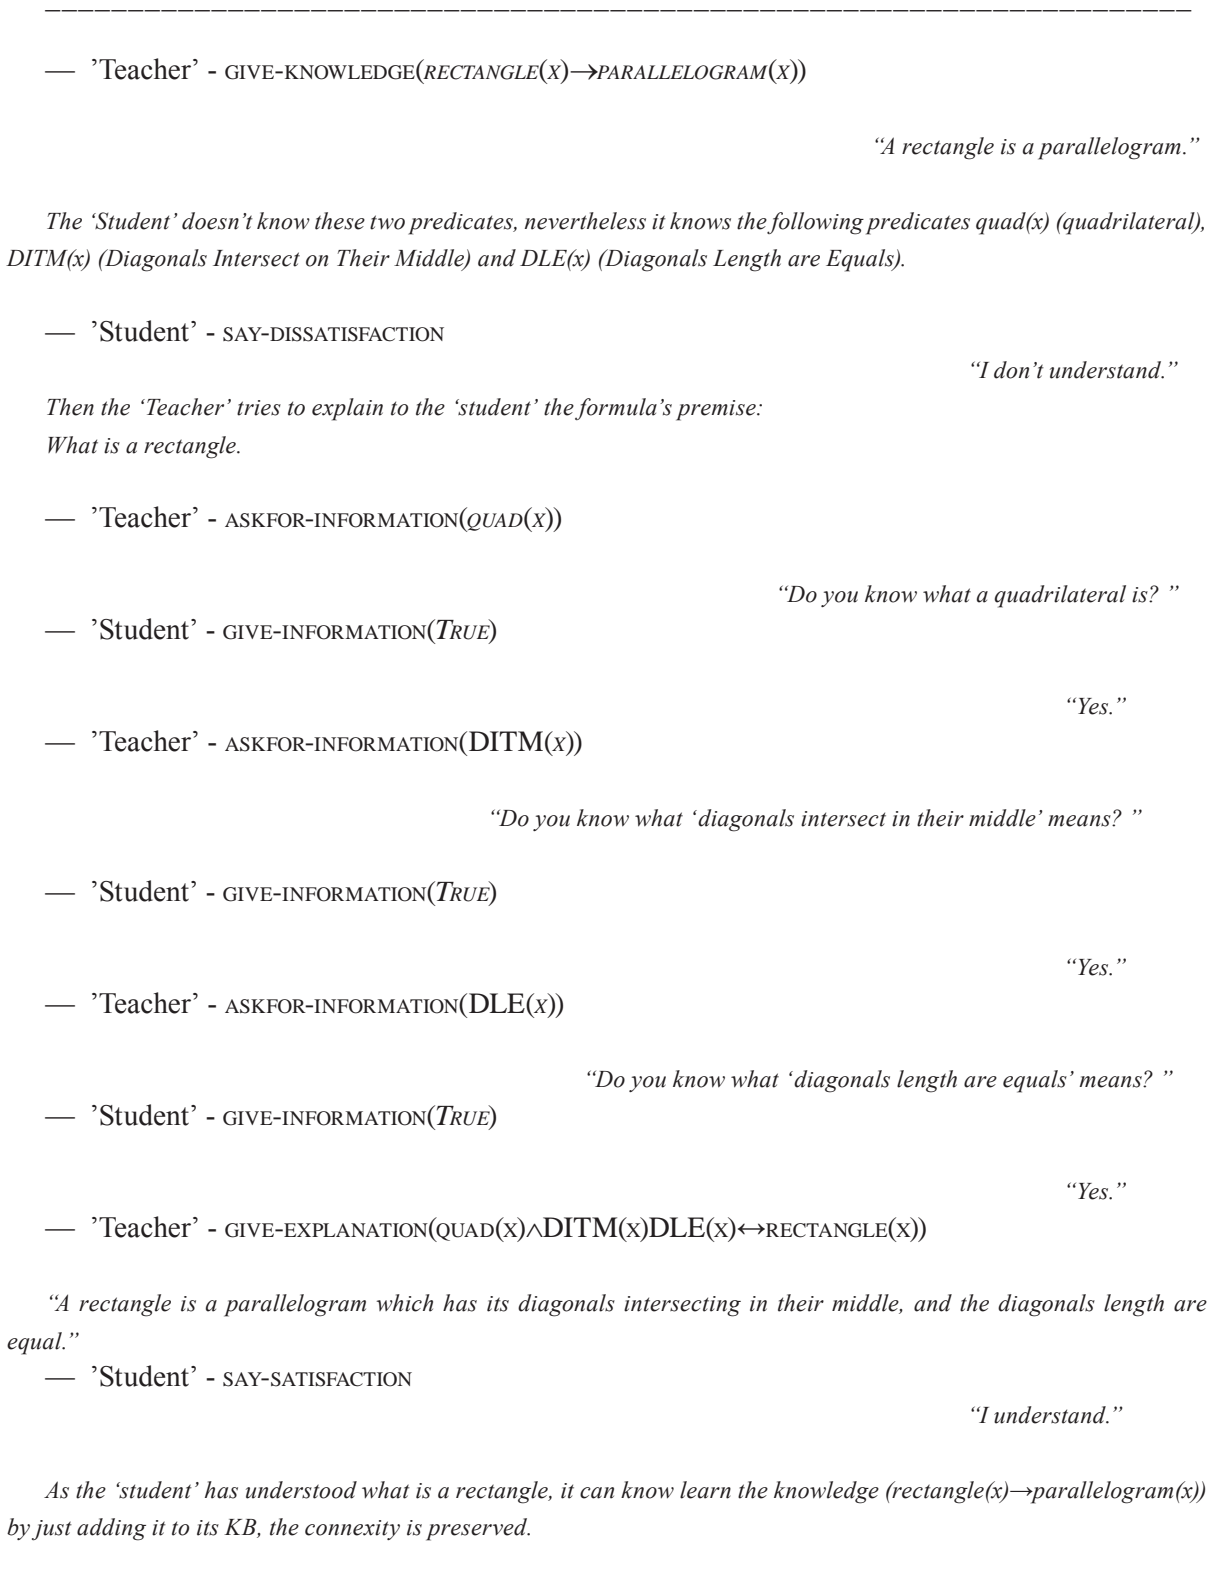 — ’Teacher’ - GIVE-KNOWLEDGE(RECTANGLE(X)→PARALLELOGRAM(X))
“A rectangle is a parallelogram.”
The ‘Student’ doesn’t know these two predicates, nevertheless it knows the following predicates quad(x) (quadrilateral),
DITM(x) (Diagonals Intersect on Their Middle) and DLE(x) (Diagonals Length are Equals).
— ’Student’ - SAY-DISSATISFACTION
“I don’t understand.”
Then the ‘Teacher’ tries to explain to the ‘student’ the formula’s premise:
What is a rectangle.
— ’Teacher’ - ASKFOR-INFORMATION(QUAD(X))
“Do you know what a quadrilateral is? ”
— ’Student’ - GIVE-INFORMATION(TRUE)
“Yes.”
— ’Teacher’ - ASKFOR-INFORMATION(DITM(X))
“Do you know what ‘diagonals intersect in their middle’ means? ”
— ’Student’ - GIVE-INFORMATION(TRUE)
“Yes.”
— ’Teacher’ - ASKFOR-INFORMATION(DLE(X))
“Do you know what ‘diagonals length are equals’ means? ”
— ’Student’ - GIVE-INFORMATION(TRUE)
“Yes.”
— ’Teacher’ - GIVE-EXPLANATION(QUAD(X)∧DITM(X)DLE(X)↔RECTANGLE(X))
“A rectangle is a parallelogram which has its diagonals intersecting in their middle, and the diagonals length are
equal.”
— ’Student’ - SAY-SATISFACTION
“I understand.”
As the ‘student’ has understood what is a rectangle, it can know learn the knowledge (rectangle(x)→parallelogram(x))
by just adding it to its KB, the connexity is preserved.